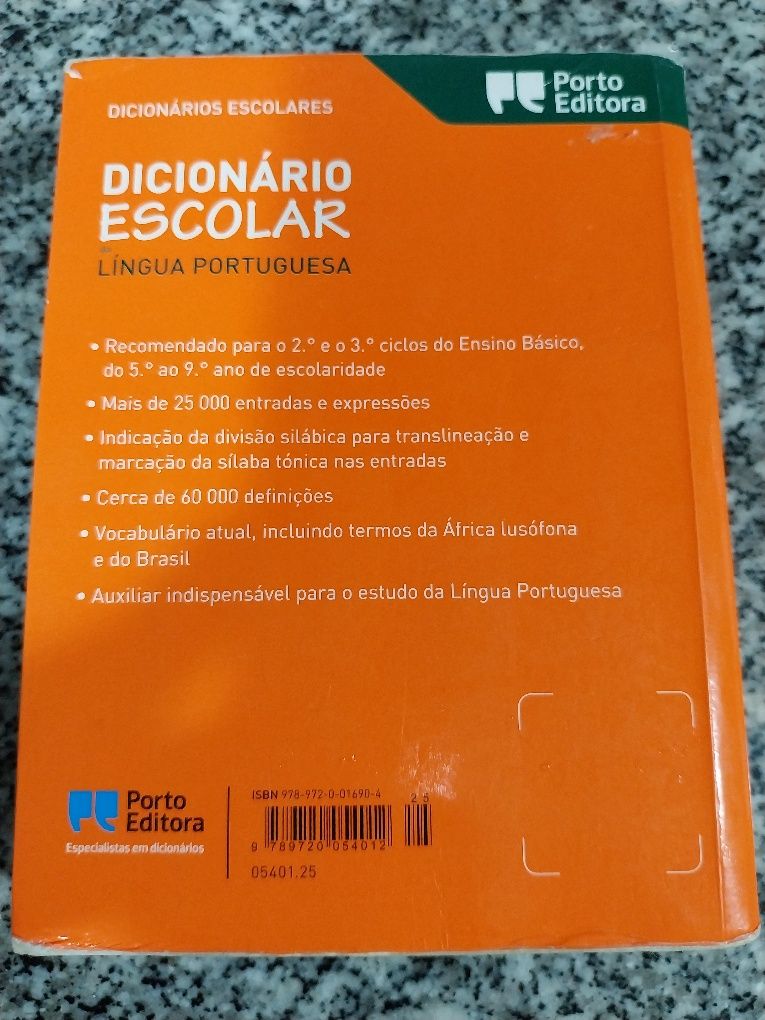 Porto
Editora
DICIONÁRIOS ESCOLARES
DICIONÁRIO
ESCOLAR
da
LÍNGUA PORTUGUESA
• Recomendado para o 2.º e o 3.º ciclos do Ensino Básico,
do 5.º ao 9.º ano de escolaridade
• Mais de 25 000 entradas e expressões
• Indicação da divisão silábica para translineação e
marcação da sílaba tónica nas entradas
• Cerca de 60 000 definições
• Vocabulário atual, incluindo termos da África lusófona
e do Brasil
• Auxiliar indispensável para o estudo da Língua Portuguesa
Porto
Editora
Especialistas em dicionários
ISBN 978-972-0-01690-4
25
9 789720 054012
05401.25